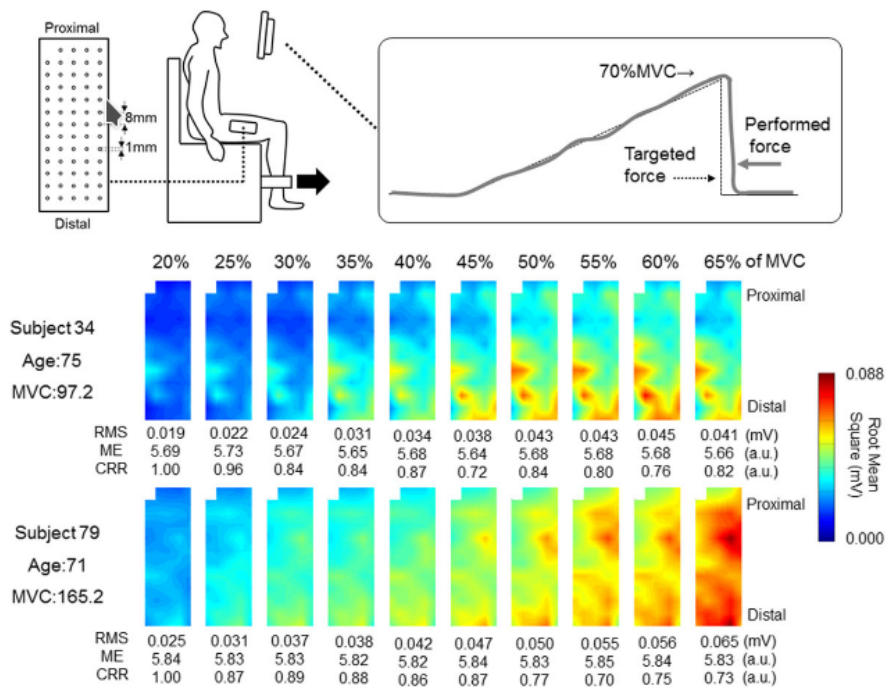 Proximal
8mm
1mm
Distal
70%MVC→
Performed
force
Targeted
force
20% 25% 30% 35% 40% 45% 50% 55% 60% 65% of MVC
Subject 34
Age:75
MVC:97.2
Proximal
Distal
RMS 0.019 0.022 0.024 0.031 0.034 0.038 0.043 0.043 0.045 0.041 (mV)
ME 5.69 5.73 5.67 5.65 5.68 5.64 5.68 5.68 5.68 5.66 (a.u.)
CRR 1.00 0.96 0.84 0.84 0.87 0.72 0.84 0.80 0.76 0.82 (a.u.)
Subject 79
Age:71
MVC:165.2
Proximal
Distal
RMS 0.025 0.031 0.037 0.038 0.042 0.047 0.050 0.055 0.056 0.065 (mV)
ME 5.84 5.83 5.83 5.82 5.82 5.84 5.83 5.85 5.84 5.83 (a.u.)
CRR 1.00 0.87 0.89 0.88 0.86 0.87 0.77 0.70 0.75 0.73 (a.u.)
0.088
Root Mean
Square (mV)
0.000